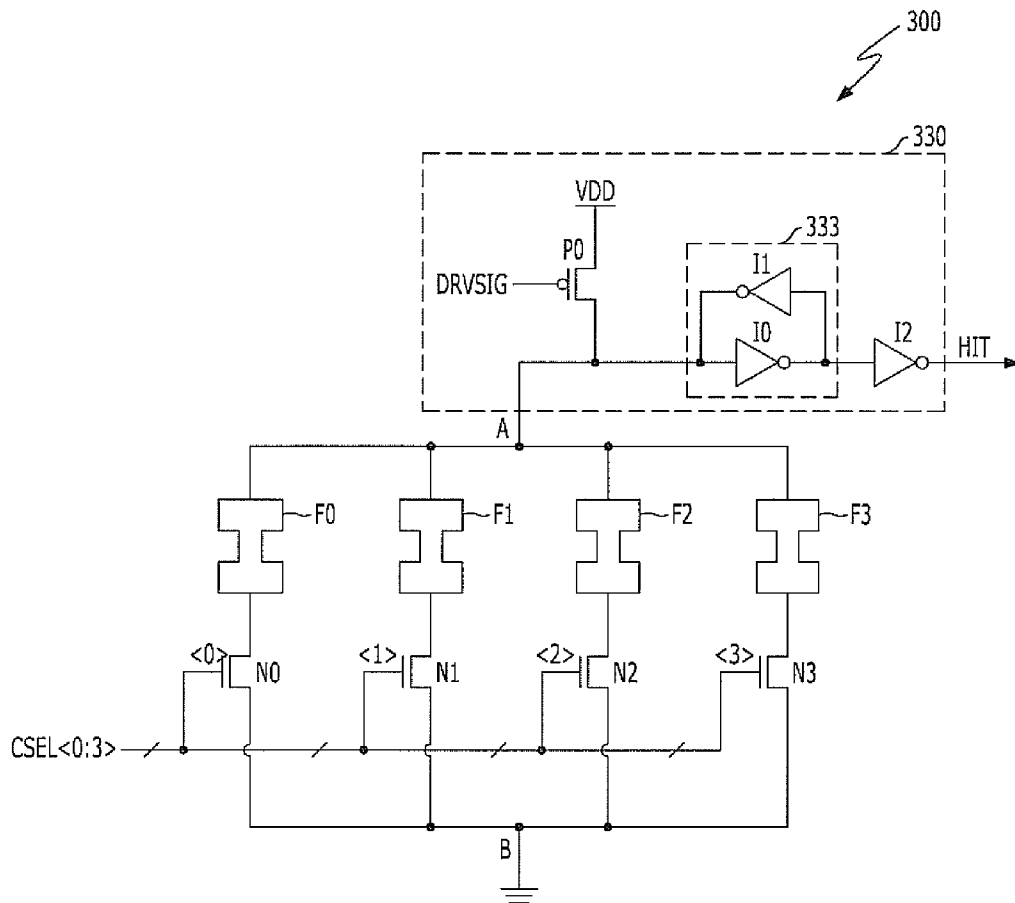 300
330
VDD
333
P0
I1
DRVSIG
I0
I2
HIT
A
F0
F1
F2
F3
<0>
<1>
<2>
<3>
N0
N1
N2
N3
CSEL<0:3>
B